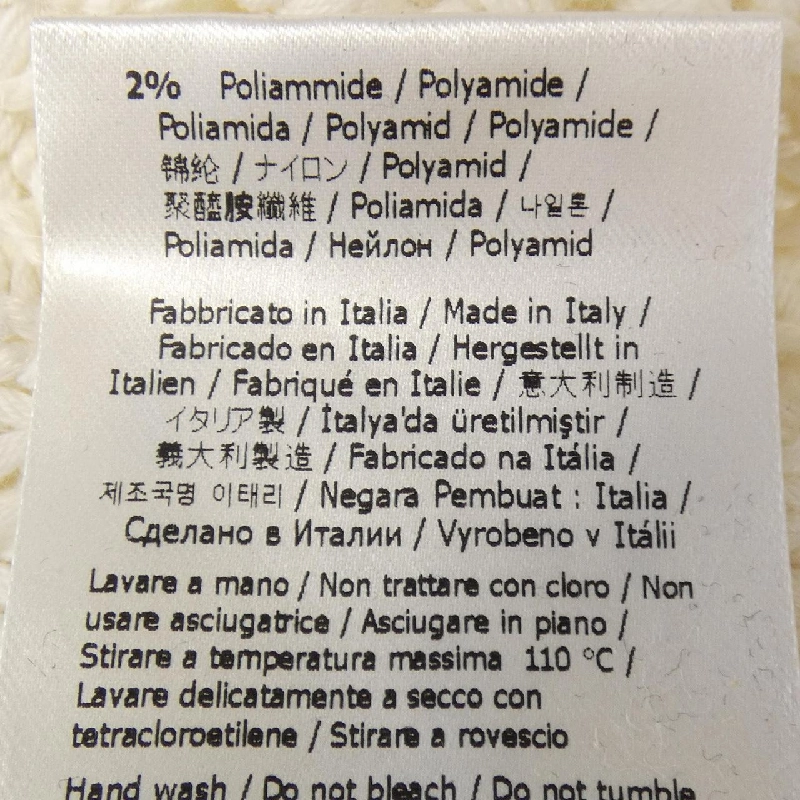 2% Poliammide / Polyamide /
Poliamida / Polyamid / Polyamide /
锦纶 / ナイロン / Polyamid /
聚醯胺纖維 / Poliamida / 나일론 /
Poliamida / Нейлон / Polyamid
Fabbricato in Italia / Made in Italy /
Fabricado en Italia / Hergestellt in
Italien / Fabriqué en Italie / 意大利制造 /
イタリア製 / İtalya'da üretilmiştir /
義大利製造 / Fabricado na Itália /
제조국명 이태리 / Negara Pembuat : Italia /
Сделано в Италии / Vyrobeno v Itálii
Lavare a mano / Non trattare con cloro / Non
usare asciugatrice / Asciugare in piano /
Stirare a temperatura massima 110 °C /
Lavare delicatamente a secco con
tetracloroetilene / Stirare a rovescio
Hand wash / Do not bleach / Do not tumble